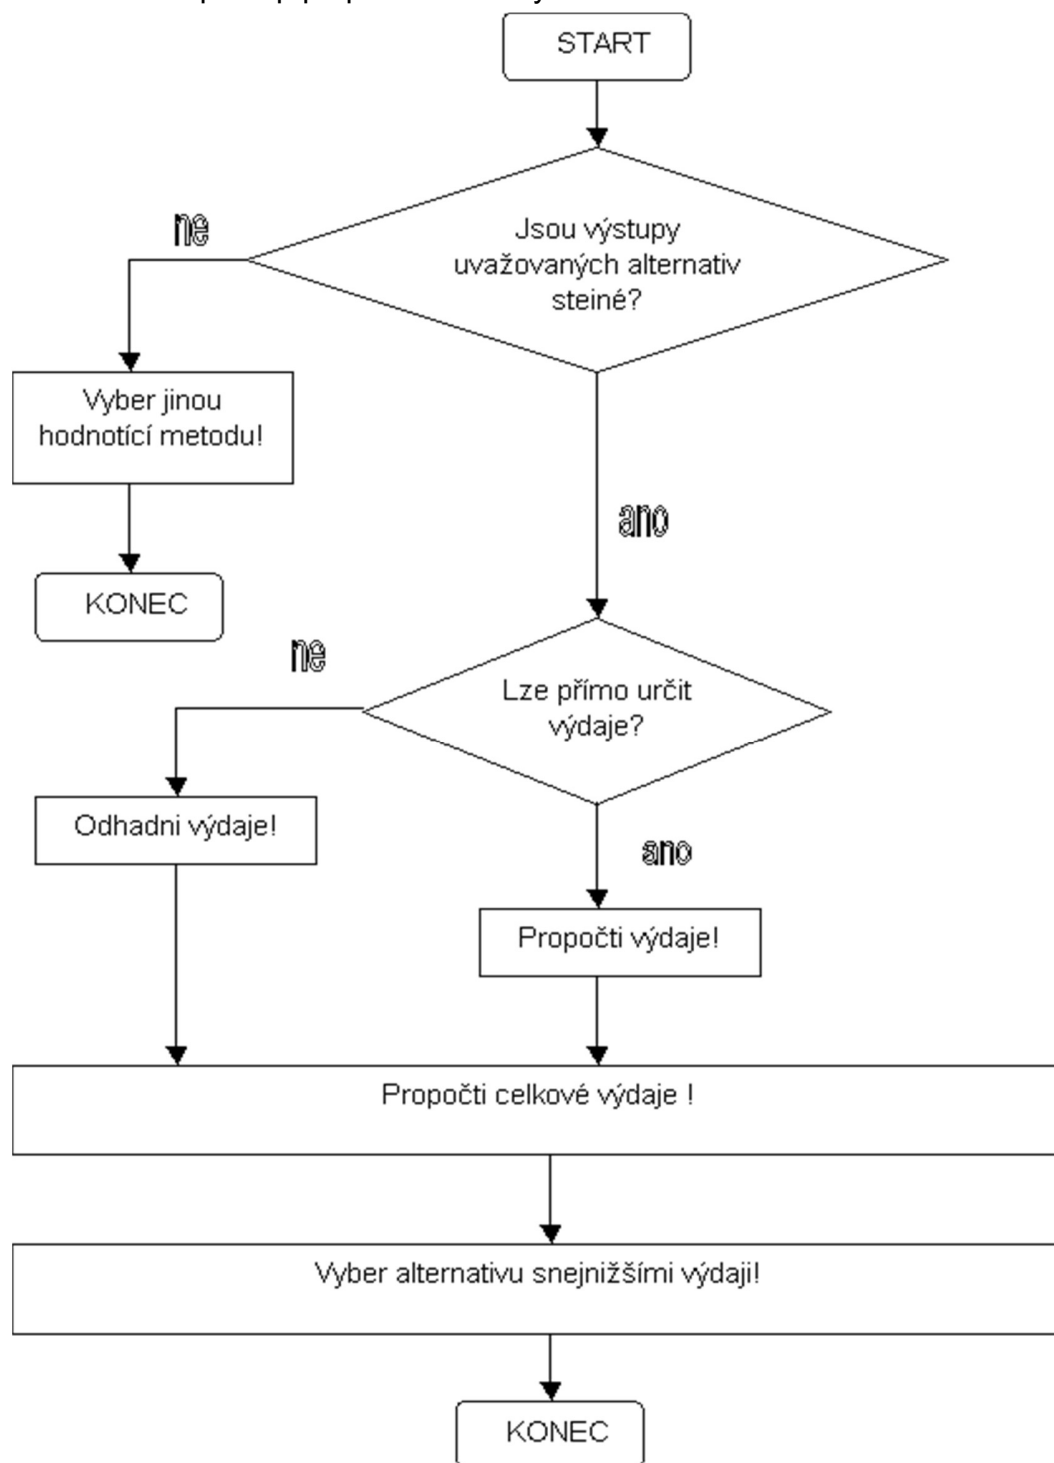 START
ne
Jsou výstupy
uvažovaných alternativ
steiné?
Vyber jinou
hodnotící metodu!
ano
KONEC
ne
Lze přímo určit
výdaje?
Odhadni výdaje!
ano
Propočti výdaje!
Propočti celkové výdaje !
Vyber alternativu snejnižšími výdaji!
KONEC